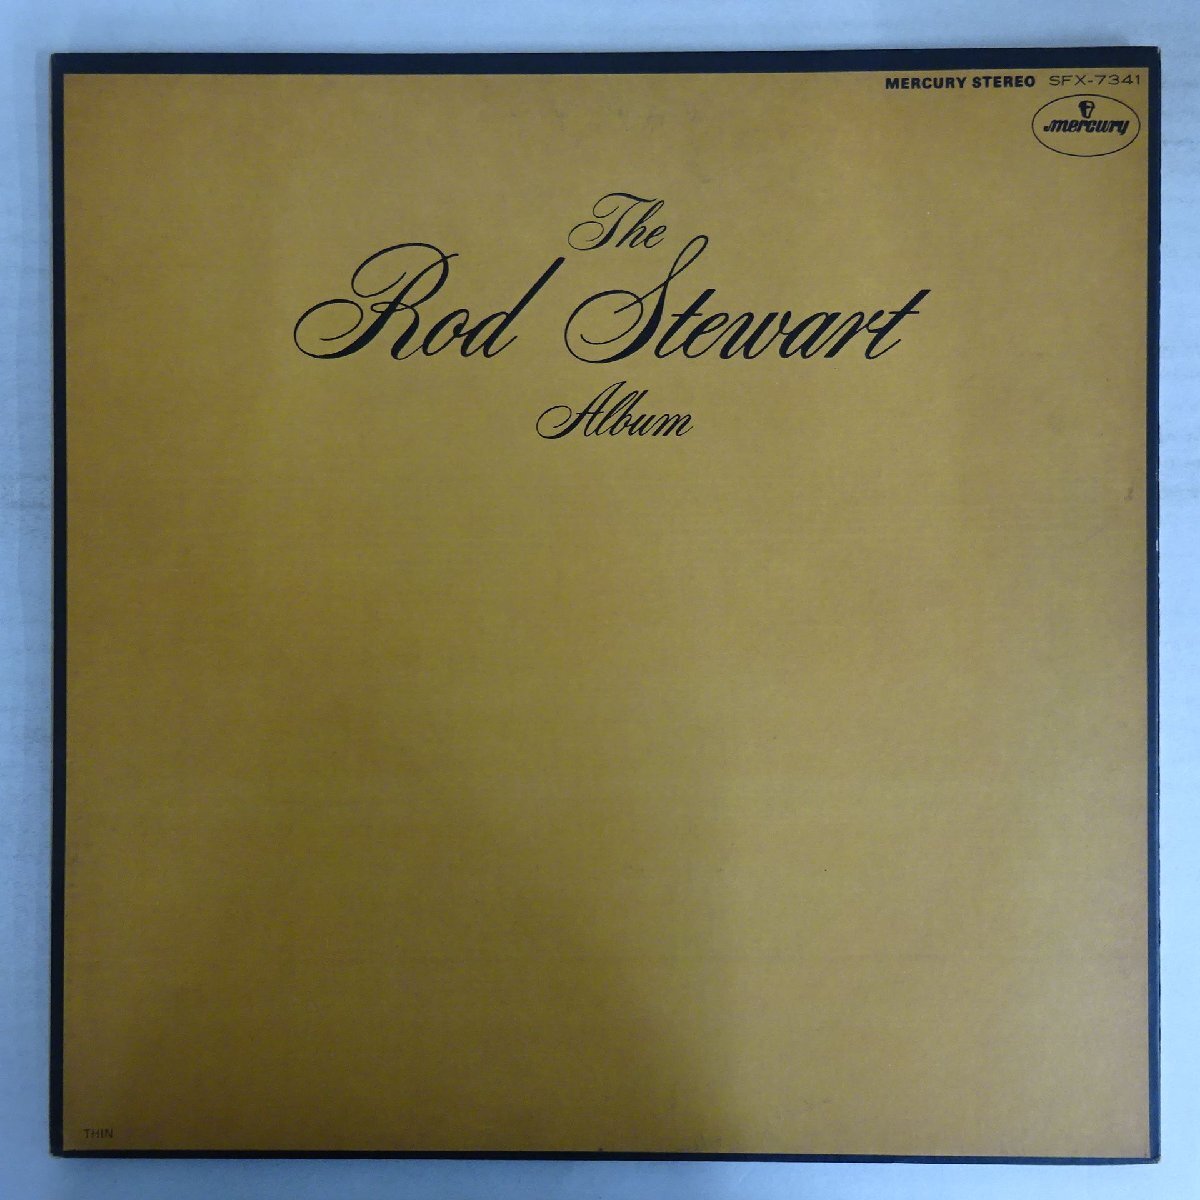 MERCURY STEREO SFX-7341
mercury
The
Rod Stewart
Album
THIN